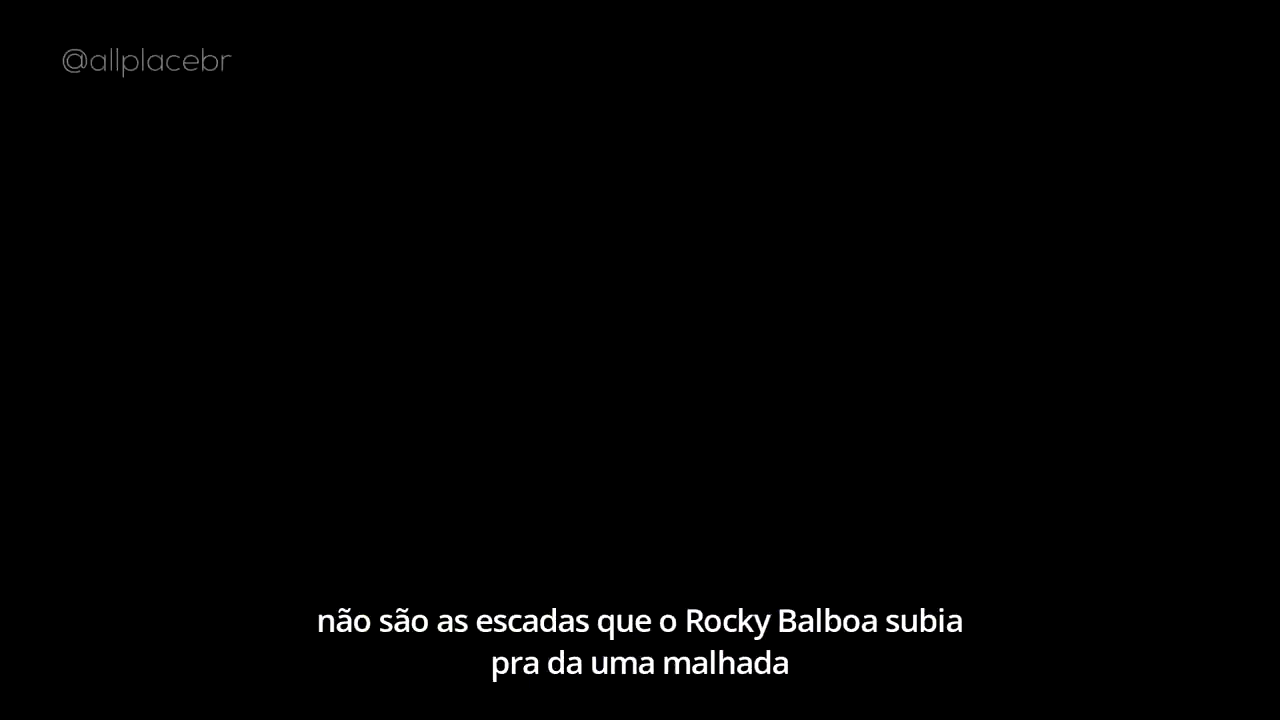 @allplacebr
não são as escadas que o Rocky Balboa subia
pra da uma malhada